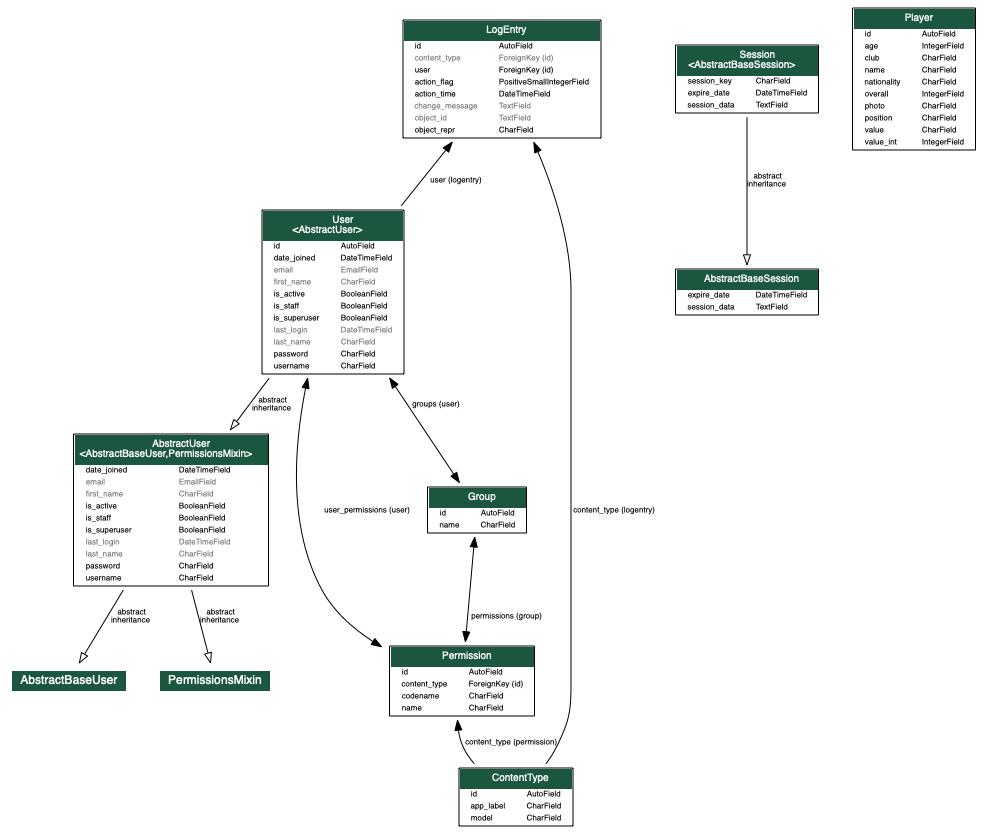 LogEntry
id AutoField
content_type ForeignKey (id)
user ForeignKey (id)
action_flag PositiveSmallIntegerField
action_time DateTimeField
change_message TextField
object_id TextField
object_repr CharField
Session
<AbstractBaseSession>
session_key CharField
expire_date DateTimeField
session_data TextField
Player
id AutoField
age IntegerField
club CharField
name CharField
nationality CharField
overall IntegerField
photo CharField
position CharField
value CharField
value_int IntegerField
user (logentry)
abstract
inheritance
User
<AbstractUser>
id AutoField
date_joined DateTimeField
email EmailField
first_name CharField
is_active BooleanField
is_staff BooleanField
is_superuser BooleanField
last_login DateTimeField
last_name CharField
password CharField
username CharField
AbstractBaseSession
expire_date DateTimeField
session_data TextField
abstract
inheritance
groups (user)
AbstractUser
<AbstractBaseUser,PermissionsMixin>
date_joined DateTimeField
email EmailField
first_name CharField
is_active BooleanField
is_staff BooleanField
is_superuser BooleanField
last_login DateTimeField
last_name CharField
password CharField
username CharField
user_permissions (user)
Group
id AutoField
name CharField
content_type (logentry)
abstract
inheritance
abstract
inheritance
permissions (group)
AbstractBaseUser
PermissionsMixin
Permission
id AutoField
content_type ForeignKey (id)
codename CharField
name CharField
content_type (permission)
ContentType
id AutoField
app_label CharField
model CharField